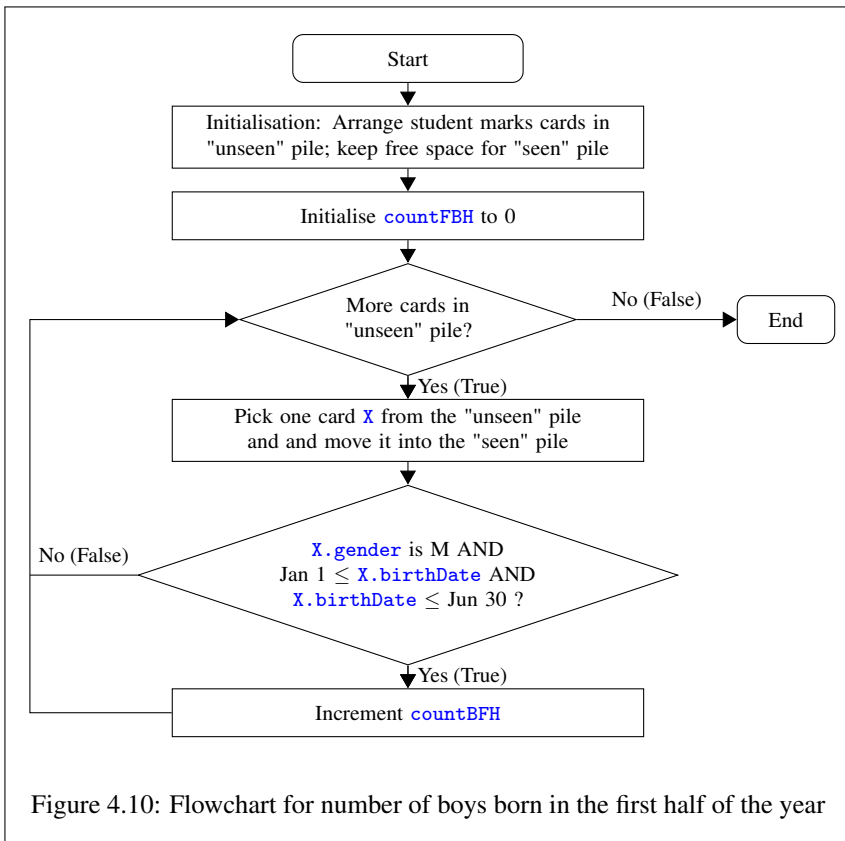 Start
Initialisation: Arrange student marks cards in
"unseen" pile; keep free space for "seen" pile
Initialise countFBH to 0
More cards in
"unseen" pile?
No (False)
End
Yes (True)
Pick one card X from the "unseen" pile
and and move it into the "seen" pile
No (False)
X.gender is M AND
Jan 1 ≤ X.birthDate AND
X.birthDate ≤ Jun 30 ?
Yes (True)
Increment countBFH
Figure 4.10: Flowchart for number of boys born in the first half of the year